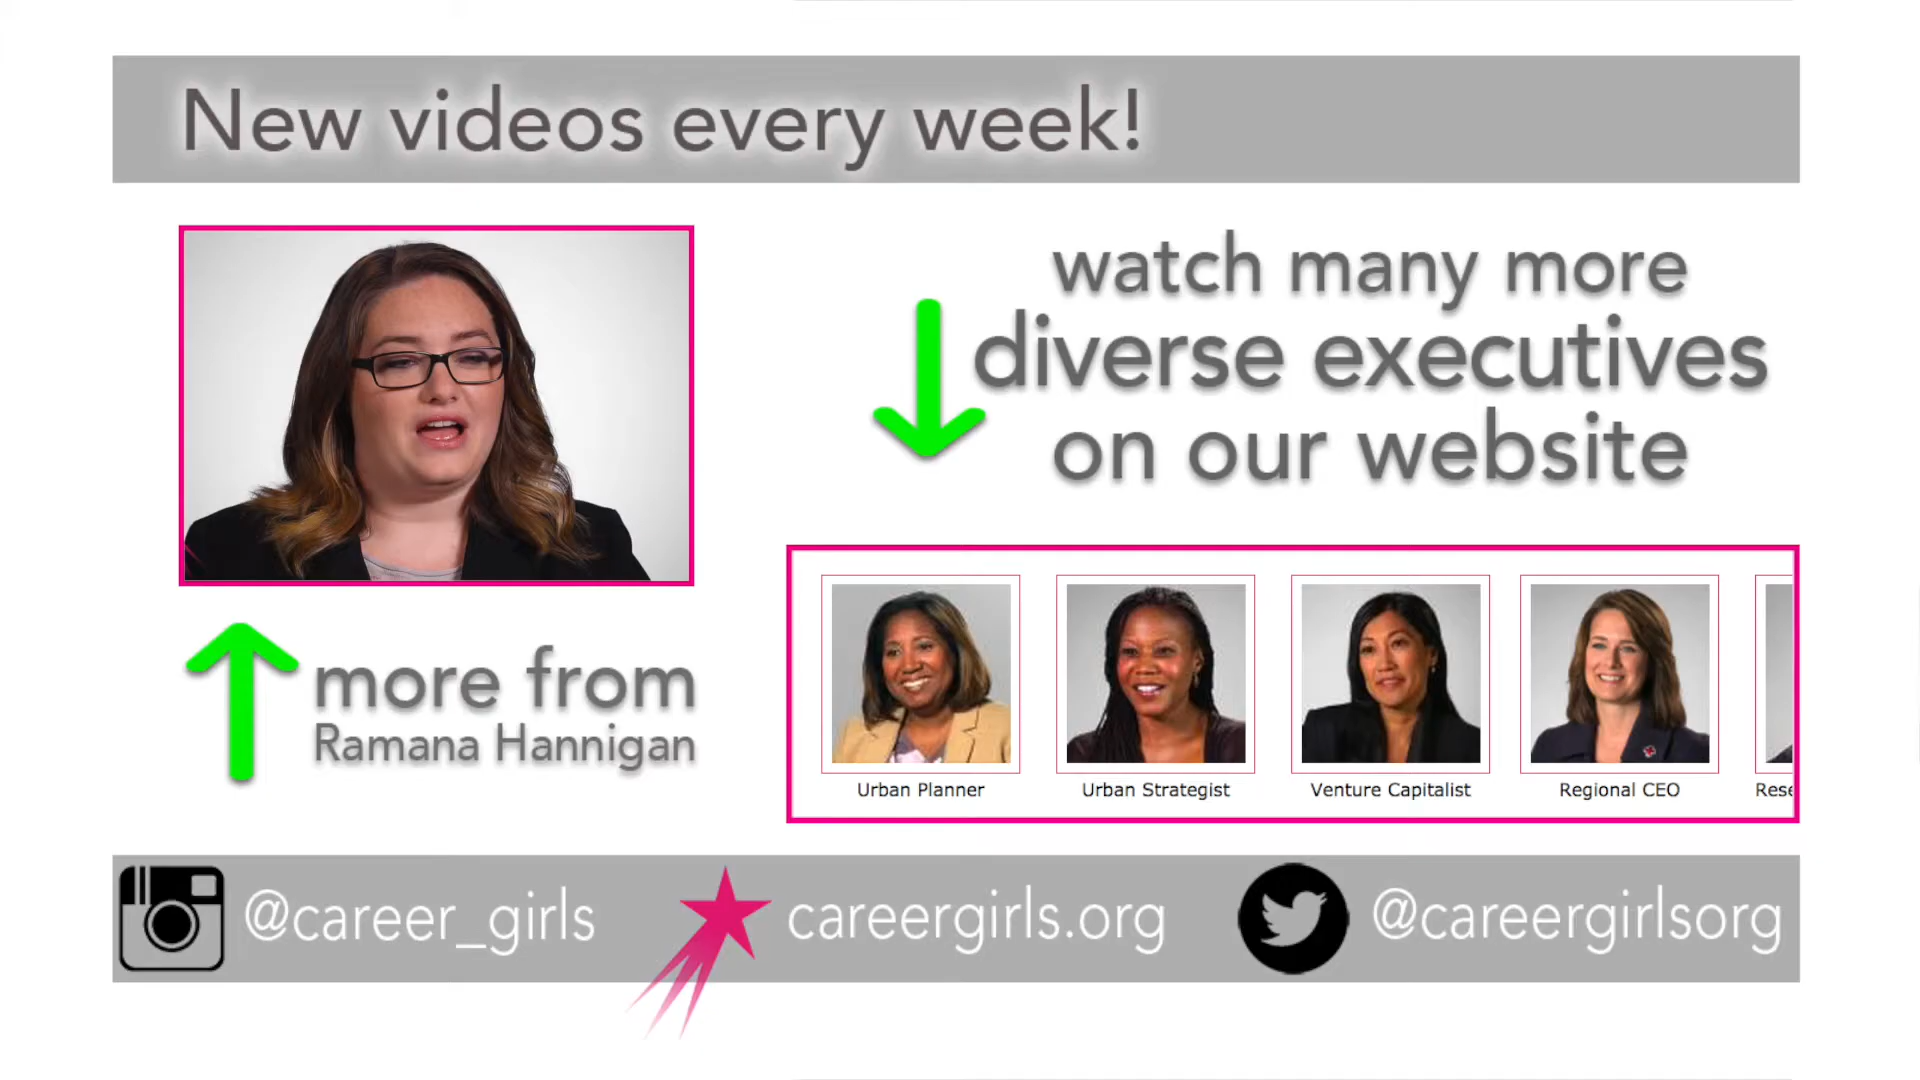 New videos every week!
watch many more
diverse executives
on our website
more from
Ramana Hannigan
Urban Planner
Urban Strategist
Venture Capitalist
Regional CEO
@career_girls
careergirls.org
@careergirlsorg